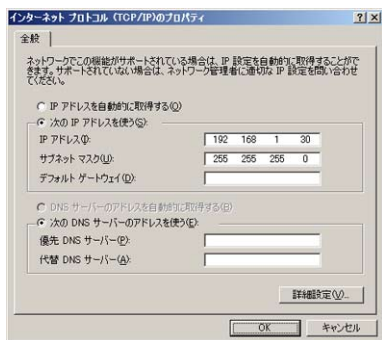 インターネット プロトコル (TCP/IP)のプロパティ
全般
ネットワークでこの機能がサポートされている場合は、IP 設定を自動的に取得することがで
きます。サポートされていない場合は、ネットワーク管理者に適切な IP 設定を問い合わせ
てください。
IP アドレスを自動的に取得する(O)
次の IP アドレスを使う(S):
IP アドレス(I):
192 168 1 30
サブネット マスク(U):
255 255 255 0
デフォルト ゲートウェイ(D):
DNS サーバーのアドレスを自動的に取得する(B)
次の DNS サーバーのアドレスを使う(E):
優先 DNS サーバー(P):
代替 DNS サーバー(A):
詳細設定(V)...
OK
キャンセル